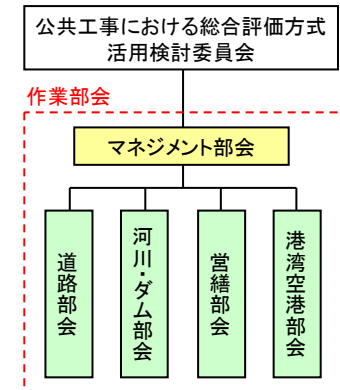 公共工事における総合評価方式
活用検討委員会
作業部会
マネジメント部会
道路部会
河川・ダム部会
営繕部会
港湾空港部会